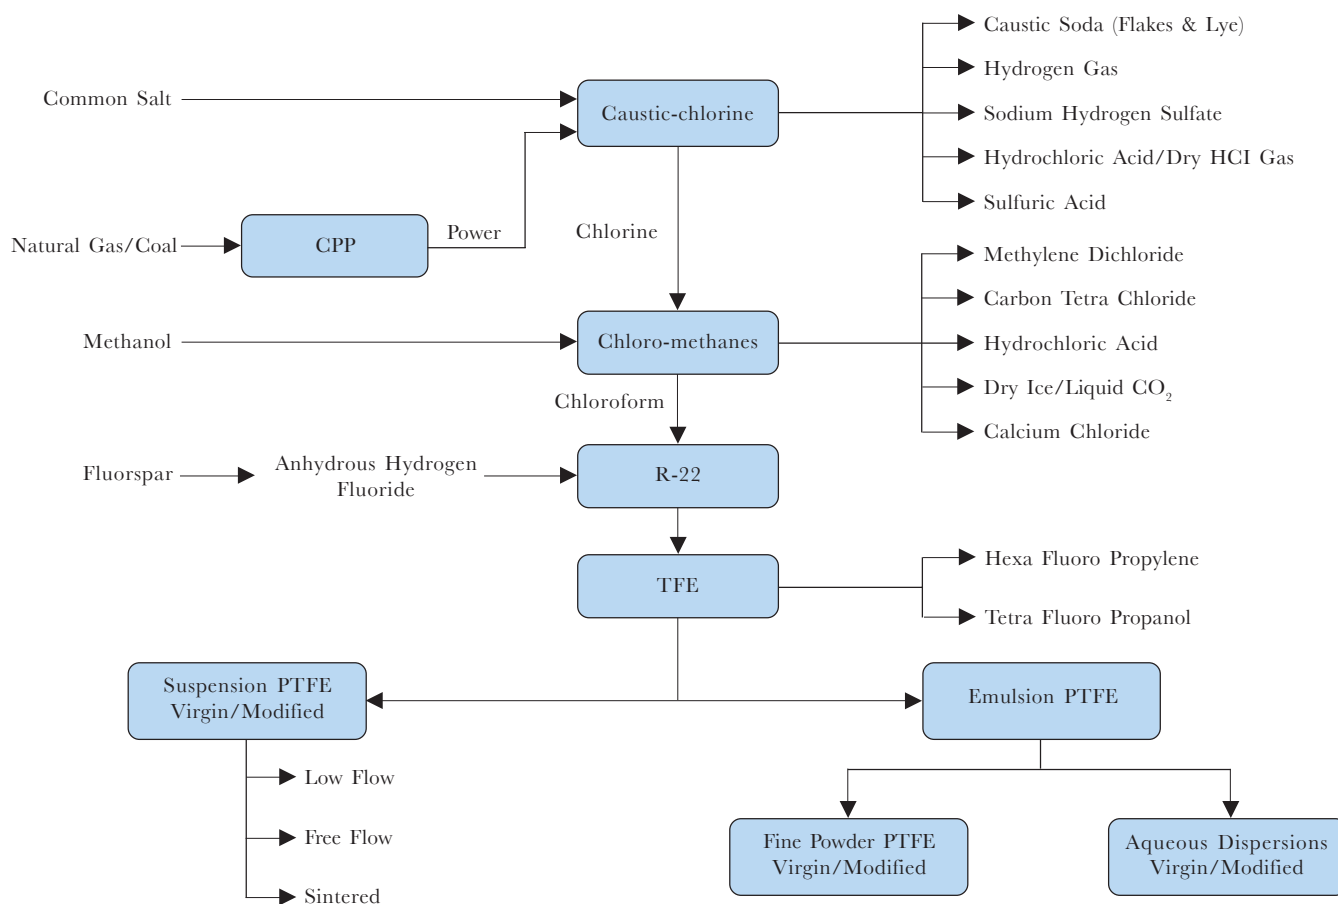 Caustic Soda (Flakes & Lye)
Hydrogen Gas
Common Salt
Caustic-chlorine
Sodium Hydrogen Sulfate
Hydrochloric Acid/Dry HCI Gas
Sulfuric Acid
Natural Gas/Coal
CPP
Power
Chlorine
Methylene Dichloride
Carbon Tetra Chloride
Methanol
Chloro-methanes
Hydrochloric Acid
Dry Ice/Liquid CO₂
Chloroform
Calcium Chloride
Fluorspar
Anhydrous Hydrogen
Fluoride
R-22
Hexa Fluoro Propylene
TFE
Tetra Fluoro Propanol
Suspension PTFE
Virgin/Modified
Emulsion PTFE
Low Flow
Free Flow
Sintered
Fine Powder PTFE
Virgin/Modified
Aqueous Dispersions
Virgin/Modified